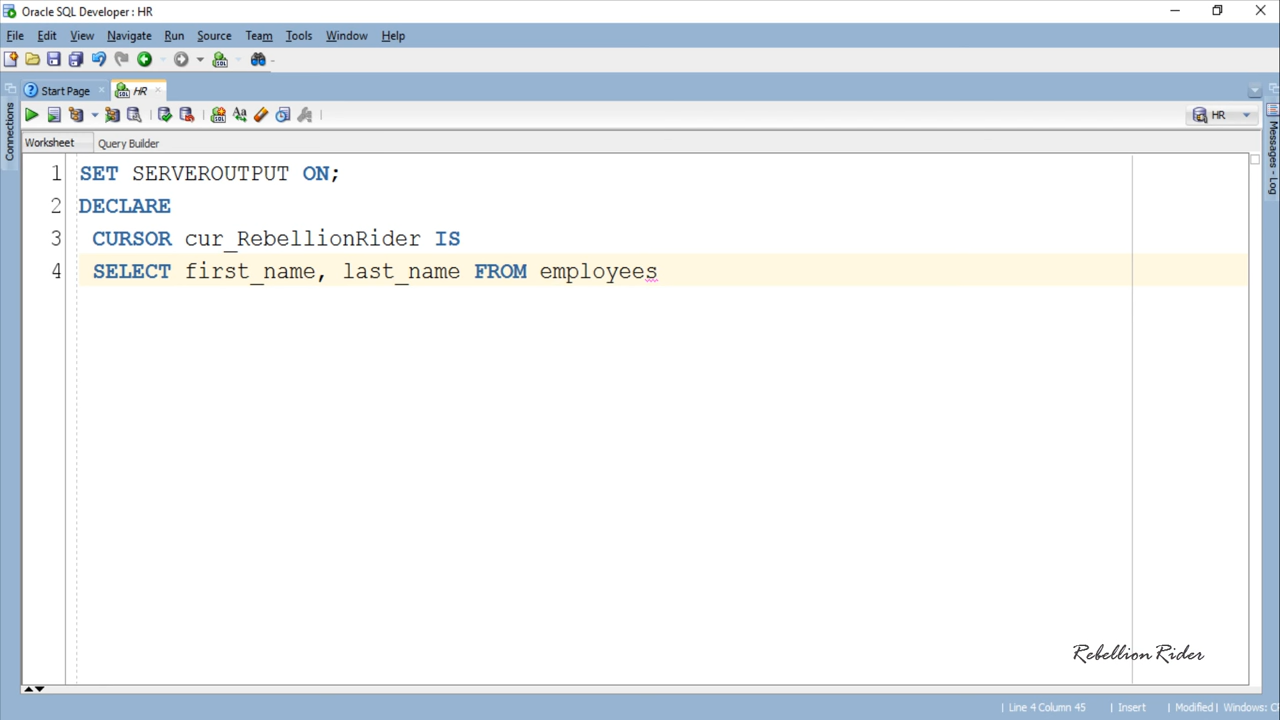 Oracle SQL Developer : HR
File Edit View Navigate Run Source Team Tools Window Help
Start Page HR
HR
Worksheet Query Builder
Connections
Messages - Log
1 SET SERVEROUTPUT ON;
2 DECLARE
3 CURSOR cur_RebellionRider IS
4 SELECT first_name, last_name FROM employees
Rebellion Rider
Line 4 Column 45 | Insert | Modified | Windows: C